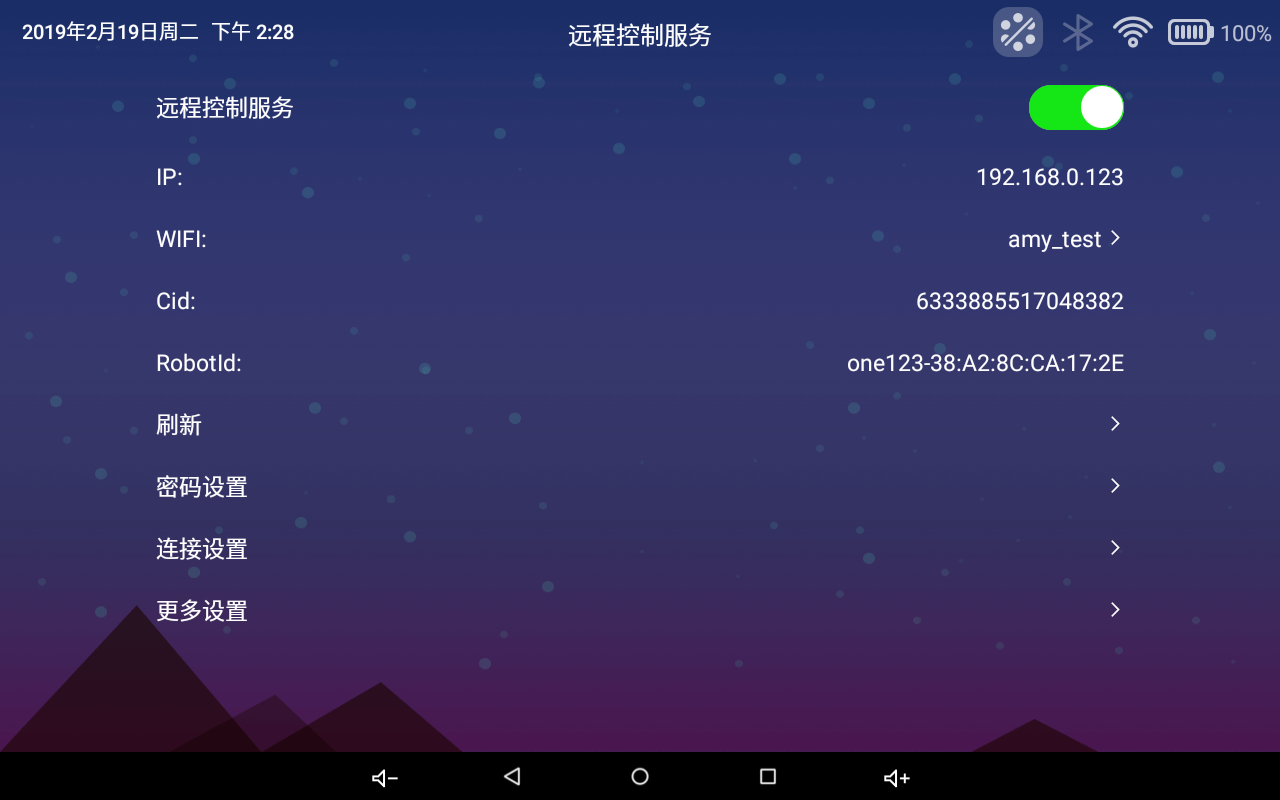 2019年2月19日周二 下午 2:28
远程控制服务
100%
远程控制服务
IP: 192.168.0.123
WIFI: amy_test
Cid: 6333885517048382
RobotId: one123-38:A2:8C:CA:17:2E
刷新
密码设置
连接设置
更多设置